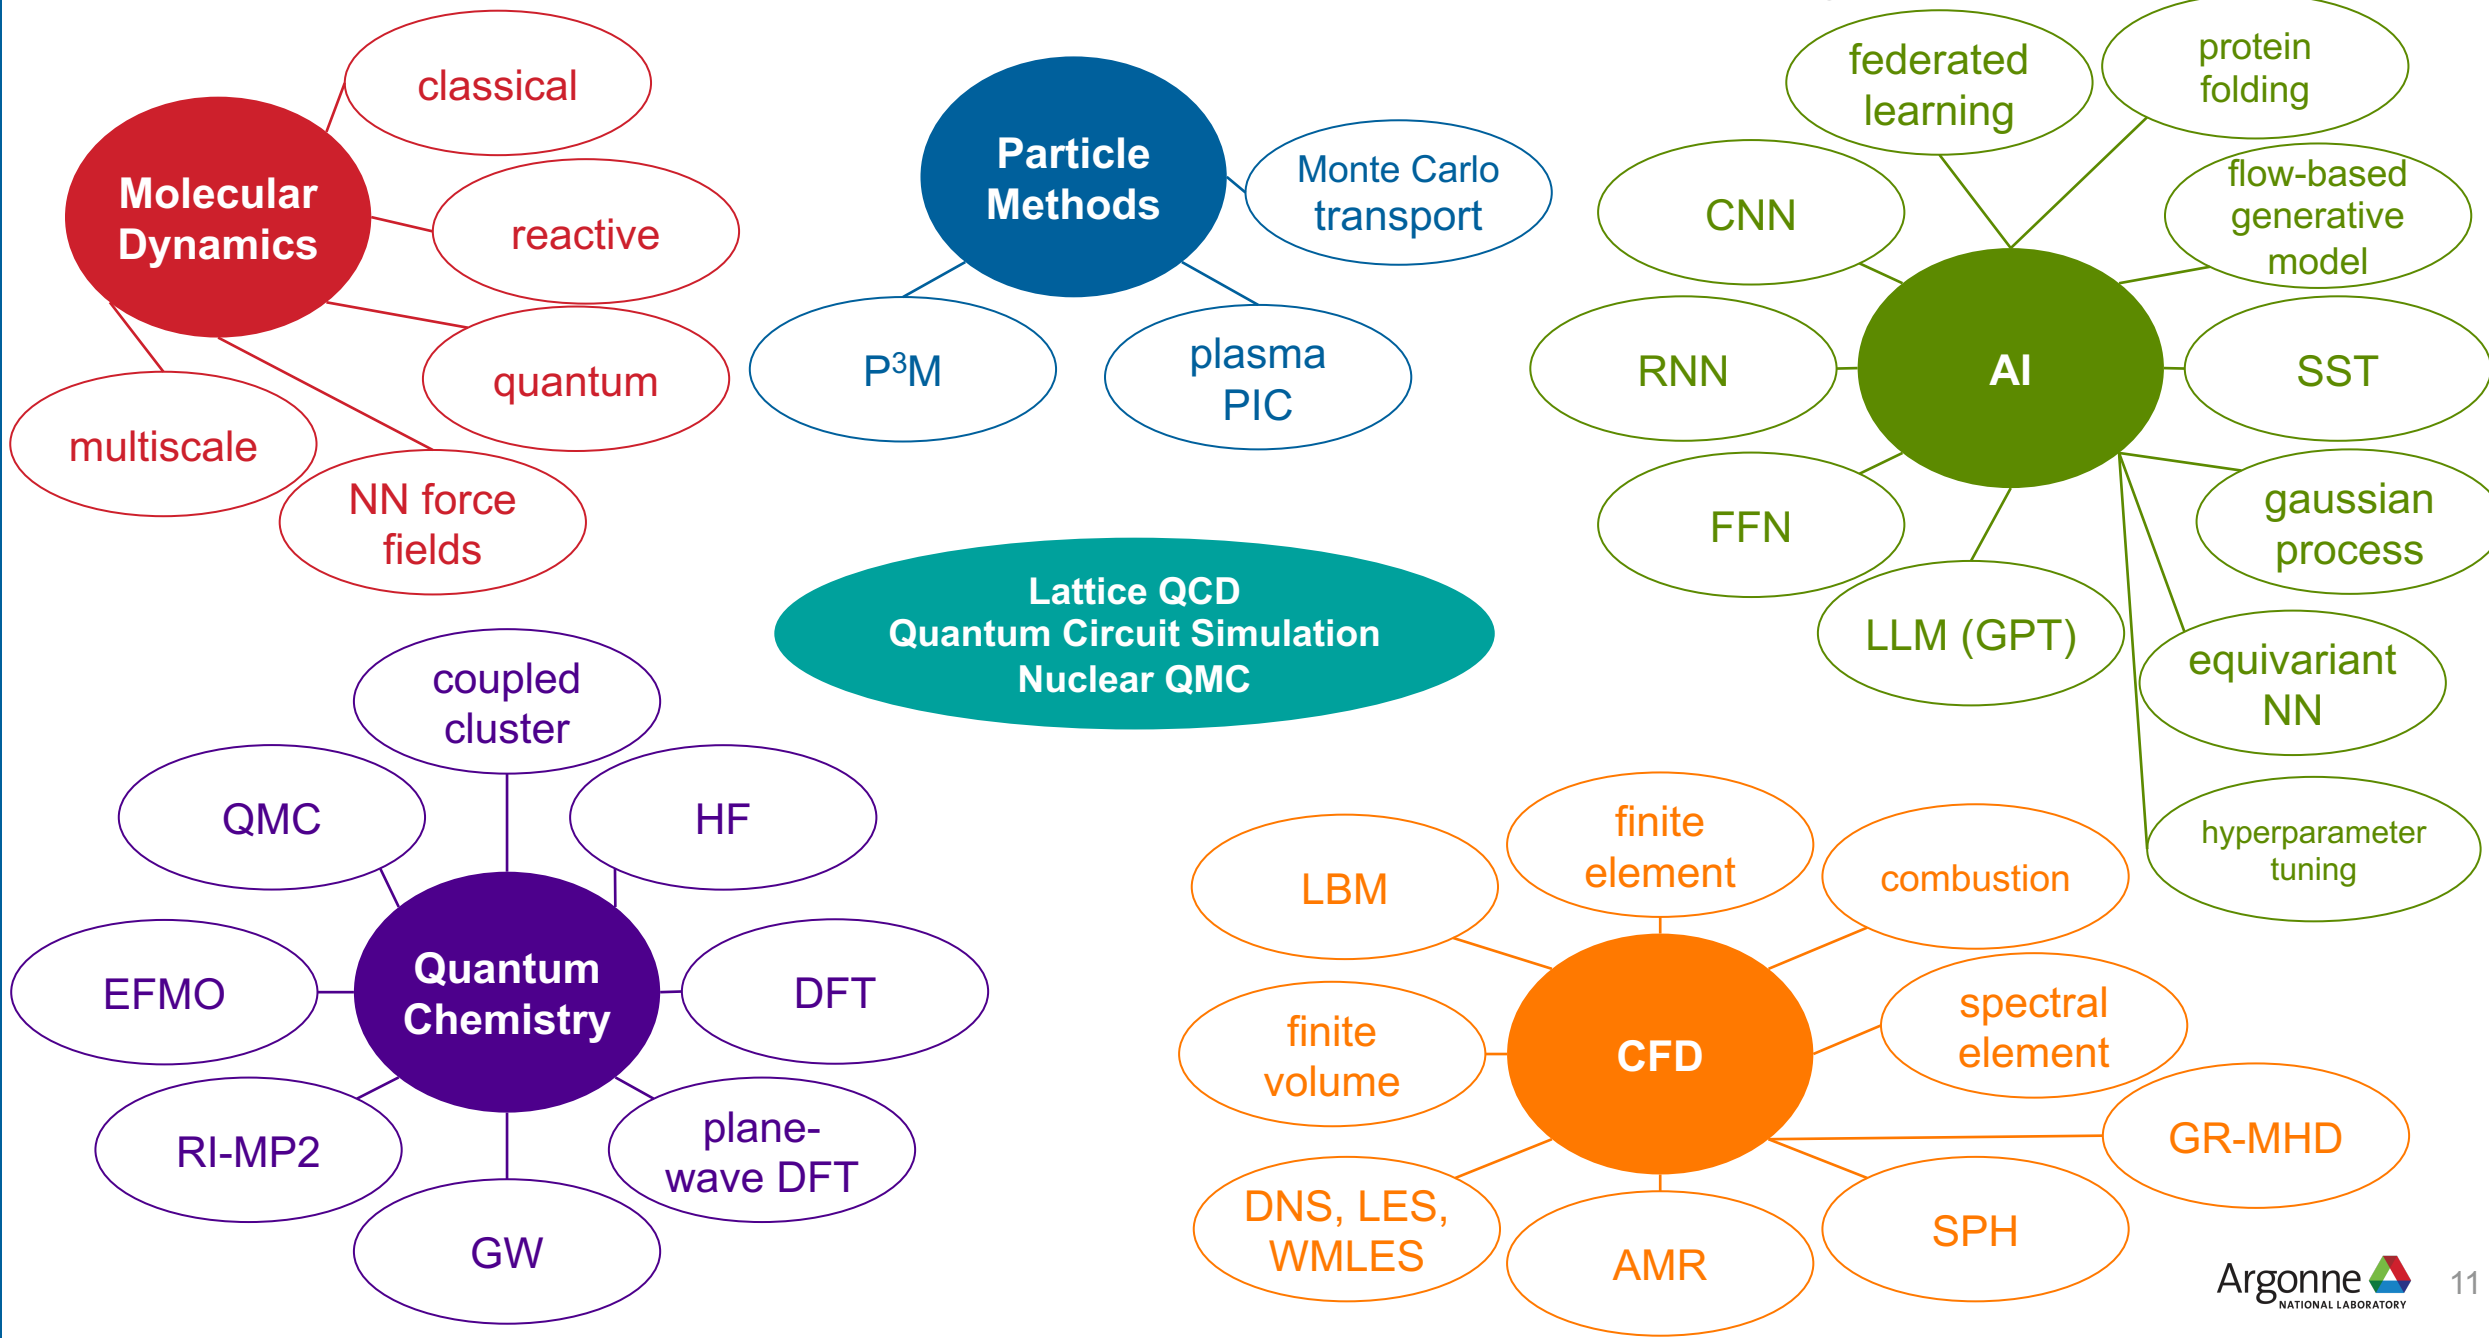 Molecular
Dynamics
classical
reactive
quantum
NN force
fields
multiscale
Particle
Methods
Monte Carlo
transport
plasma
PIC
P³M
AI
federated
learning
protein
folding
flow-based
generative
model
SST
gaussian
process
equivariant
NN
hyperparameter
tuning
LLM (GPT)
FFN
RNN
CNN
Lattice QCD
Quantum Circuit Simulation
Nuclear QMC
Quantum
Chemistry
coupled
cluster
HF
DFT
plane-
wave DFT
GW
RI-MP2
EFMO
QMC
CFD
finite
element
combustion
spectral
element
GR-MHD
SPH
AMR
DNS, LES,
WMLES
finite
volume
LBM
Argonne
NATIONAL LABORATORY
11